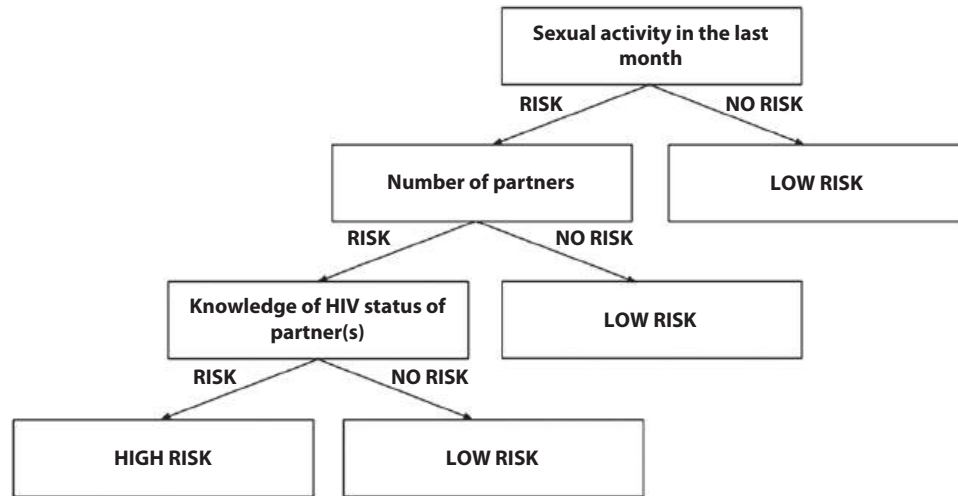 Sexual activity in the last
month
RISK
NO RISK
Number of partners
LOW RISK
RISK
NO RISK
Knowledge of HIV status of
partner(s)
LOW RISK
RISK
NO RISK
HIGH RISK
LOW RISK